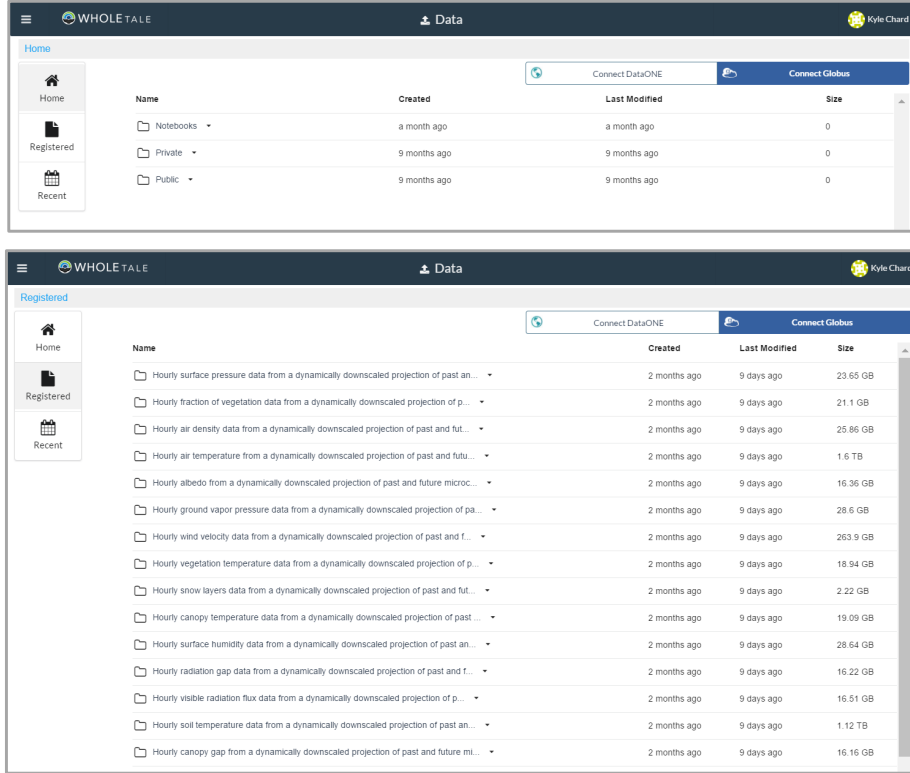 WHOLETALE Data Kyle Chard
Home
Connect DataONE Connect Globus
Home
Name Created Last Modified Size
Notebooks a month ago a month ago 0
Registered
Private 9 months ago 9 months ago 0
Public 9 months ago 9 months ago 0
Recent
WHOLETALE Data Kyle Chard
Registered
Connect DataONE Connect Globus
Home
Name Created Last Modified Size
Hourly surface pressure data from a dynamically downscaled projection of past an... 2 months ago 9 days ago 23.65 GB
Registered
Hourly fraction of vegetation data from a dynamically downscaled projection of p... 2 months ago 9 days ago 21.1 GB
Hourly air density data from a dynamically downscaled projection of past and fut... 2 months ago 9 days ago 25.86 GB
Recent
Hourly air temperature from a dynamically downscaled projection of past and futu... 2 months ago 9 days ago 1.6 TB
Hourly albedo from a dynamically downscaled projection of past and future microc... 2 months ago 9 days ago 16.36 GB
Hourly ground vapor pressure data from a dynamically downscaled projection of pa... 2 months ago 9 days ago 28.6 GB
Hourly wind velocity data from a dynamically downscaled projection of past and f... 2 months ago 9 days ago 263.9 GB
Hourly vegetation temperature data from a dynamically downscaled projection of p... 2 months ago 9 days ago 18.94 GB
Hourly snow layers data from a dynamically downscaled projection of past and fut... 2 months ago 9 days ago 2.22 GB
Hourly canopy temperature data from a dynamically downscaled projection of past ... 2 months ago 9 days ago 19.09 GB
Hourly surface humidity data from a dynamically downscaled projection of past an... 2 months ago 9 days ago 28.64 GB
Hourly radiation gap data from a dynamically downscaled projection of past and f... 2 months ago 9 days ago 16.22 GB
Hourly visible radiation flux data from a dynamically downscaled projection of p... 2 months ago 9 days ago 16.51 GB
Hourly soil temperature data from a dynamically downscaled projection of past an... 2 months ago 9 days ago 1.12 TB
Hourly canopy gap from a dynamically downscaled projection of past and future mi... 2 months ago 9 days ago 16.16 GB